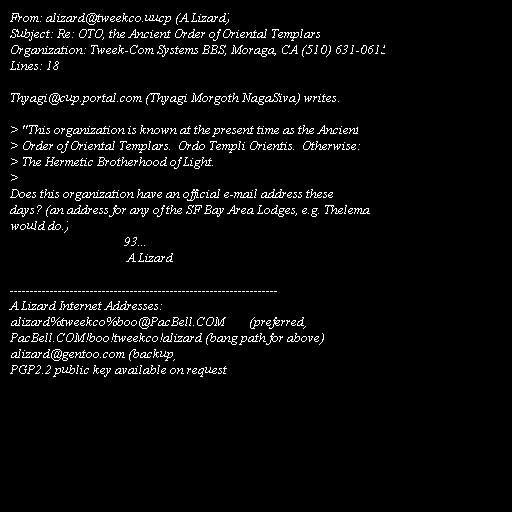 From: alizard@tweekco.uucp (A.Lizard)
Subject: Re: OTO, the Ancient Order of Oriental Templars
Organization: Tweek-Com Systems BBS, Moraga, CA (510) 631-0615
Lines: 18
Thyagi@cup.portal.com (Thyagi Morgoth NagaSiva) writes.
> "This organization is known at the present time as the Ancient
> Order of Oriental Templars.  Ordo Templi Orientis.  Otherwise:
> The Hermetic Brotherhood of Light.
>
Does this organization have an official e-mail address these
days? (an address for any of the SF Bay Area Lodges, e.g. Thelema
would do.)
93...
A.Lizard
-------------------------------------------------------------------
A.Lizard Internet Addresses:
alizard%tweekco%boo@PacBell.COM        (preferred)
PacBell.COM!boo!tweekco!alizard (bang path for above)
alizard@gentoo.com (backup)
PGP2.2 public key available on request